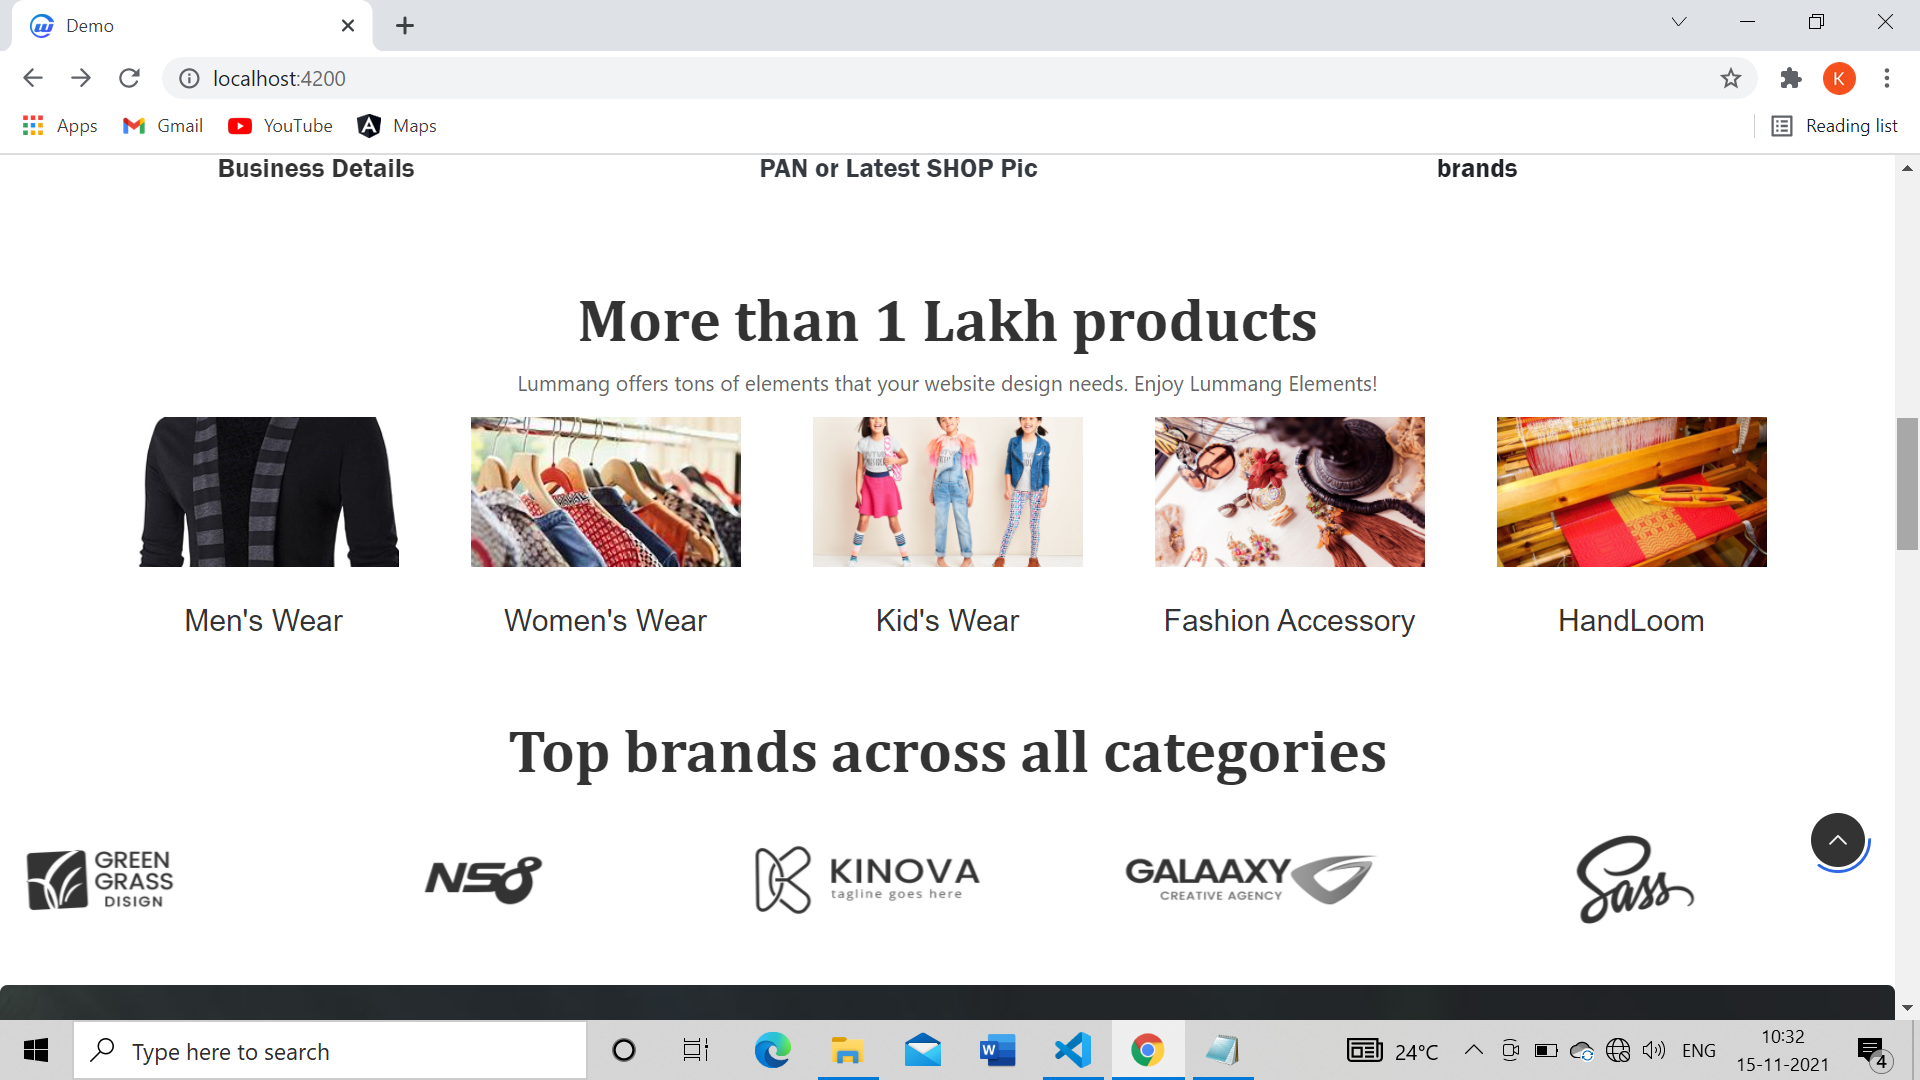 Demo
localhost:4200
K
Apps
Gmail
YouTube
Maps
Reading list
Business Details
PAN or Latest SHOP Pic
brands
More than 1 Lakh products
Lummang offers tons of elements that your website design needs. Enjoy Lummang Elements!
Men's Wear
Women's Wear
Kid's Wear
Fashion Accessory
HandLoom
Top brands across all categories
GREEN
GRASS
DISIGN
NS8
KINOVA
tagline goes here
GALAAXY
CREATIVE AGENCY
Sass
Type here to search
24°C
ENG
10:32
15-11-2021
4